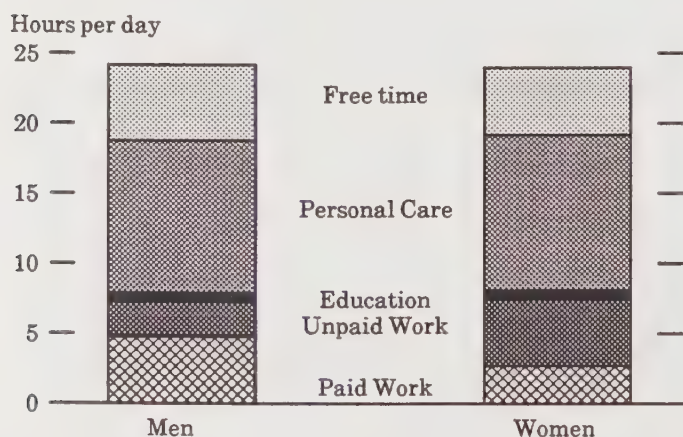 Hours per day
25
20
15
10
5
0
Free time
Personal Care
Education
Unpaid Work
Paid Work
Men
Women